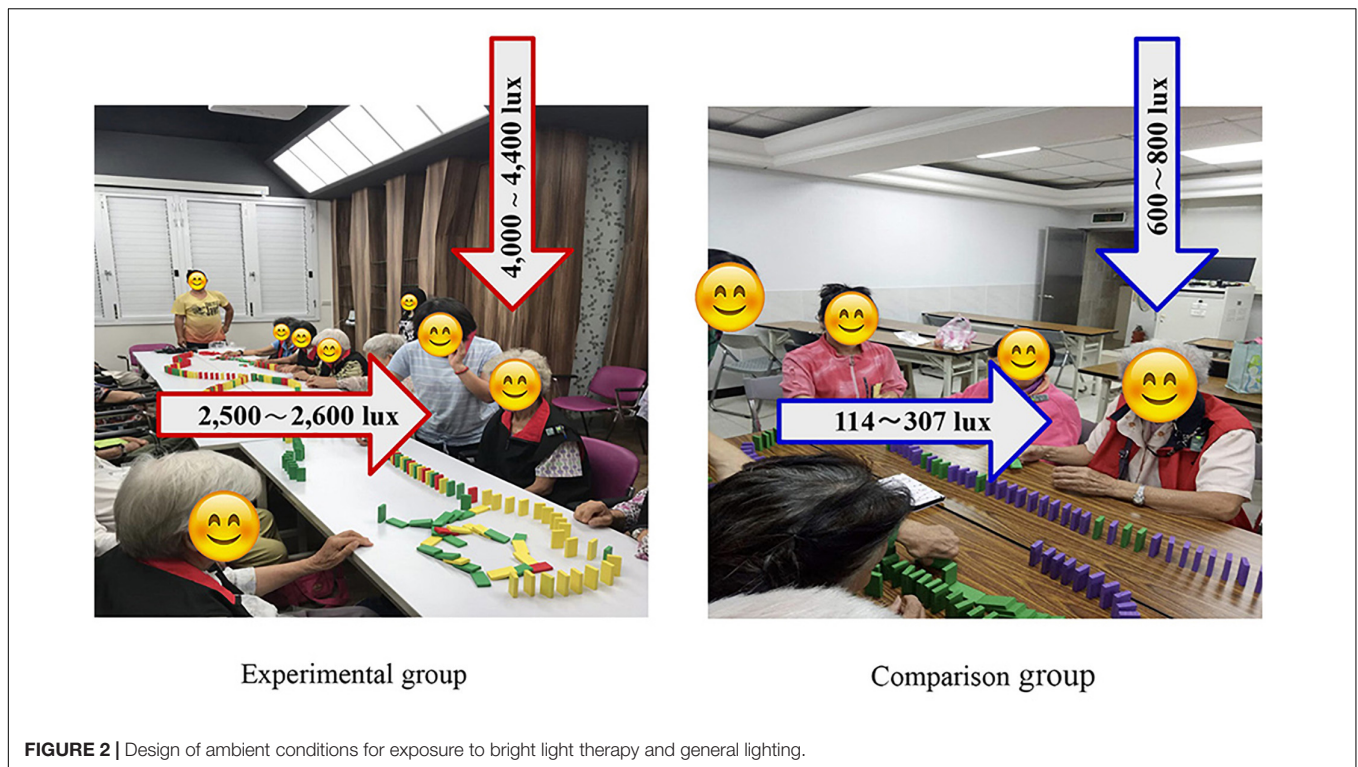 4,000 ~ 4,400 lux
2,500～2,600 lux
600～800 lux
114～307 lux
Experimental group
Comparison group
FIGURE 2 | Design of ambient conditions for exposure to bright light therapy and general lighting.